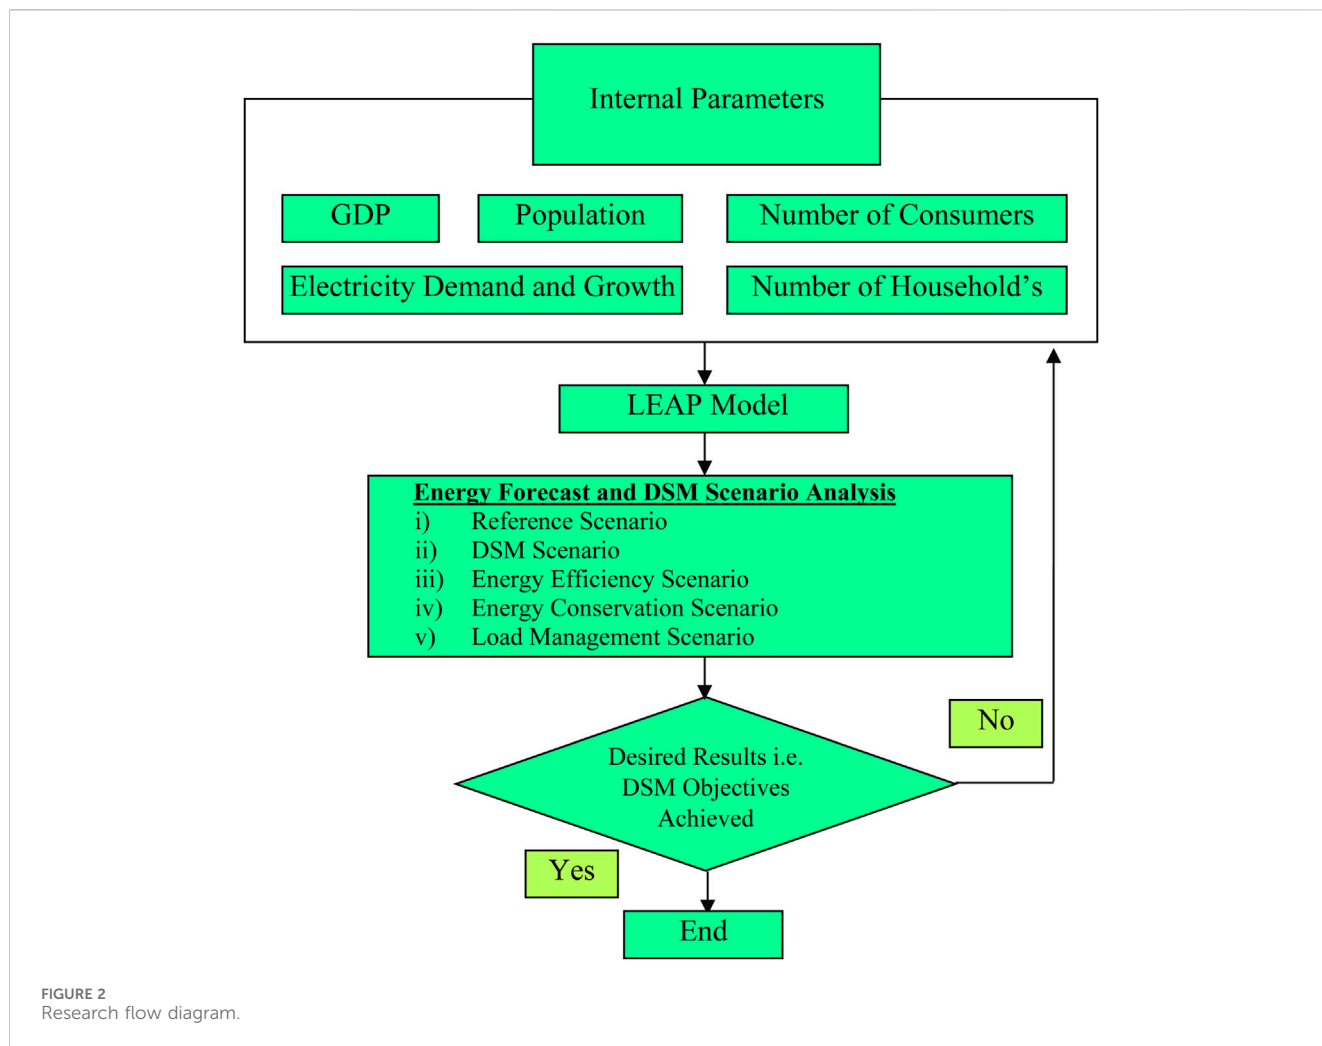 Internal Parameters
GDP
Population
Number of Consumers
Electricity Demand and Growth
Number of Household’s
LEAP Model
Energy Forecast and DSM Scenario Analysis
i) Reference Scenario
ii) DSM Scenario
iii) Energy Efficiency Scenario
iv) Energy Conservation Scenario
v) Load Management Scenario
No
Desired Results i.e.
DSM Objectives
Achieved
Yes
End
FIGURE 2
Research flow diagram.